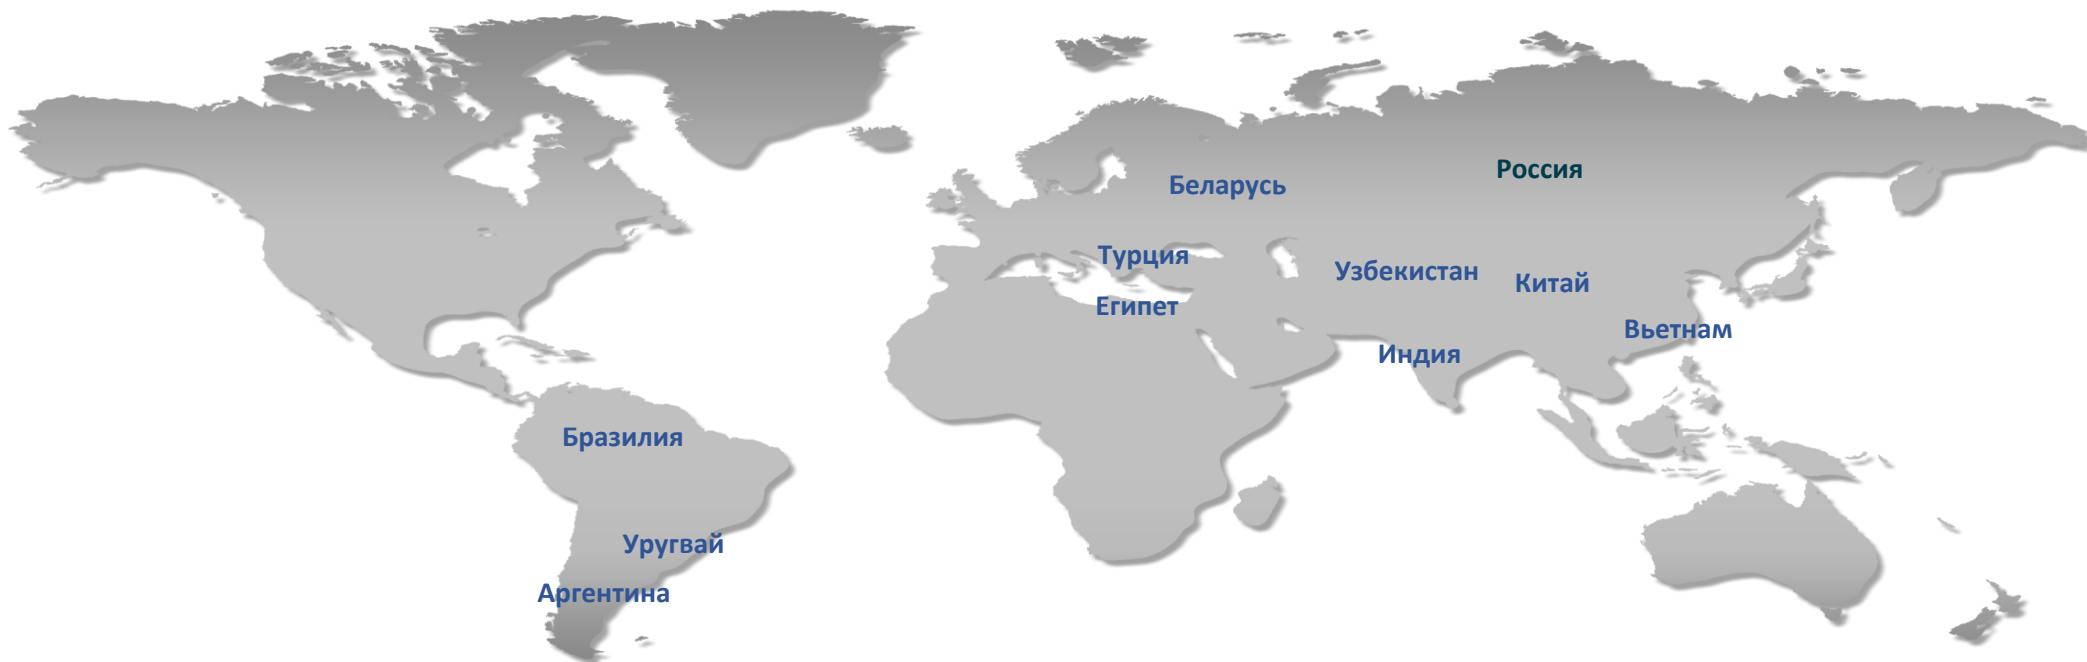 Россия
Беларусь
Турция
Узбекистан
Китай
Египет
Вьетнам
Индия
Бразилия
Уругвай
Аргентина